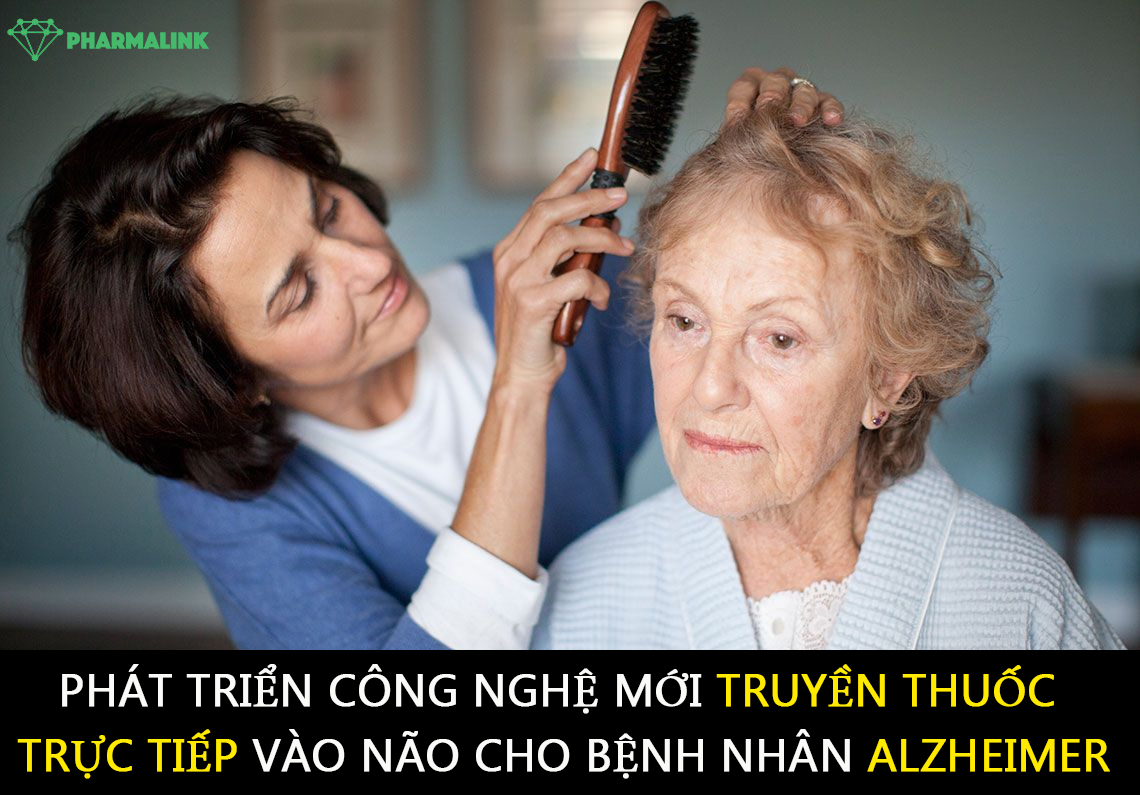 PHARMALINK
PHÁT TRIỂN CÔNG NGHỆ MỚI TRUYỀN THUỐC
TRỰC TIẾP VÀO NÃO CHO BỆNH NHÂN ALZHEIMER